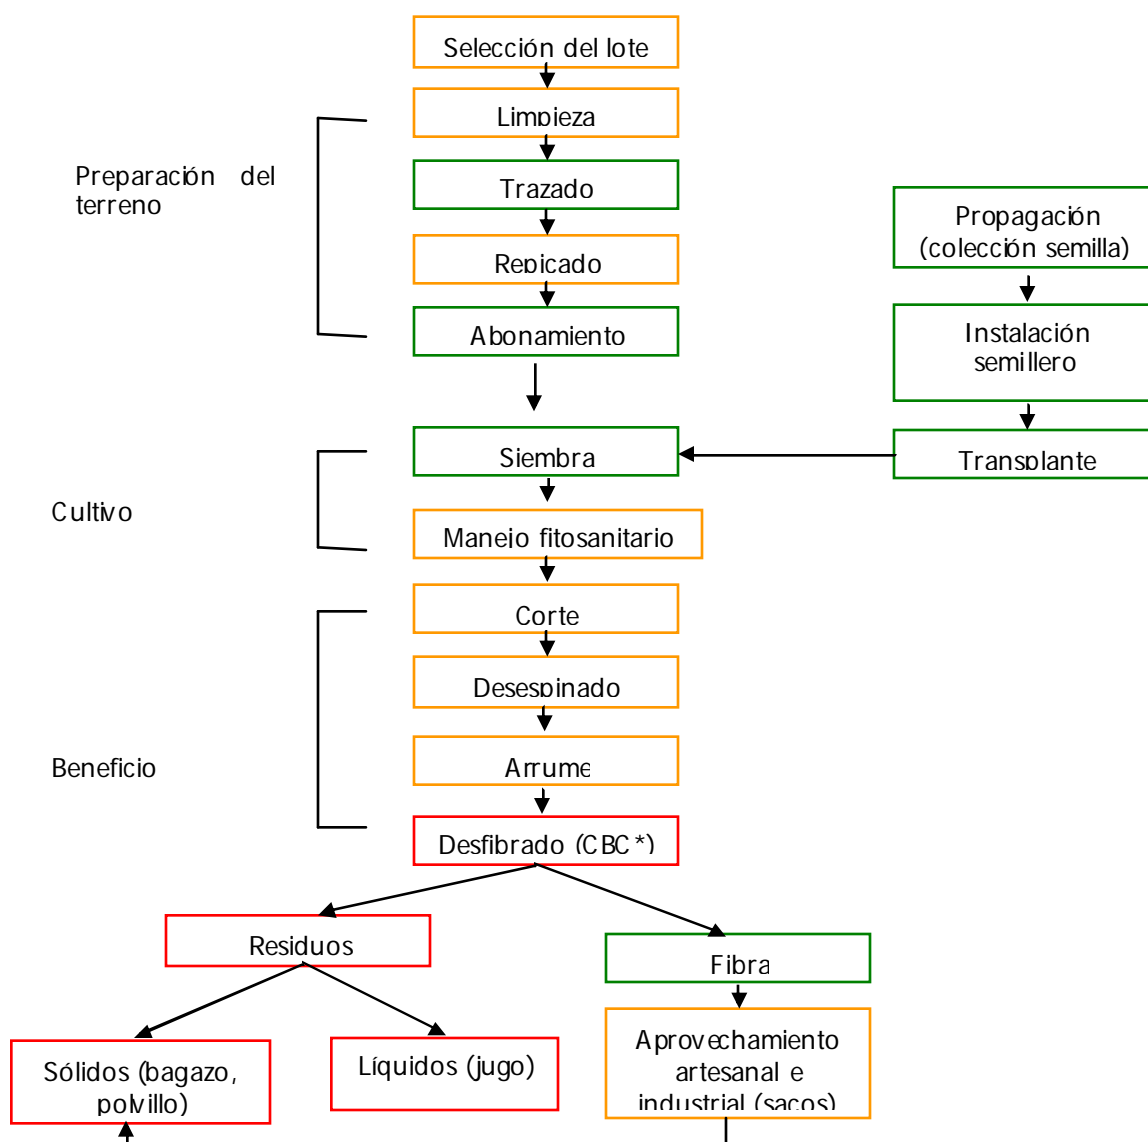 Selección del lote
Limpieza
Preparación del
terreno
Trazado
Repicado
Abonamiento
Propagación
(colección semilla)
Instalación
semillero
Transplante
Siembra
Cultivo
Manejo fitosanitario
Corte
Desespinado
Beneficio
Arrume
Desfibrado (CBC*)
Residuos
Fibra
Sólidos (bagazo,
polvillo)
Líquidos (jugo)
Aprovechamiento
artesanal e
industrial (sacos)